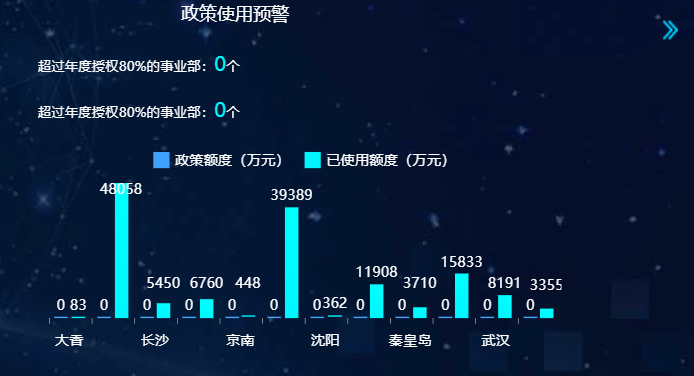 政策使用预警
超过年度授权80%的事业部：0个
超过年度授权80%的事业部：0个
政策额度（万元） 已使用额度（万元）
48058
39389
15833
11908
5450 6760 448 3710 8191 3355
0 83 0 0 0 0 0 362 0 0 0 0 0
大香 长沙 京南 沈阳 秦皇岛 武汉